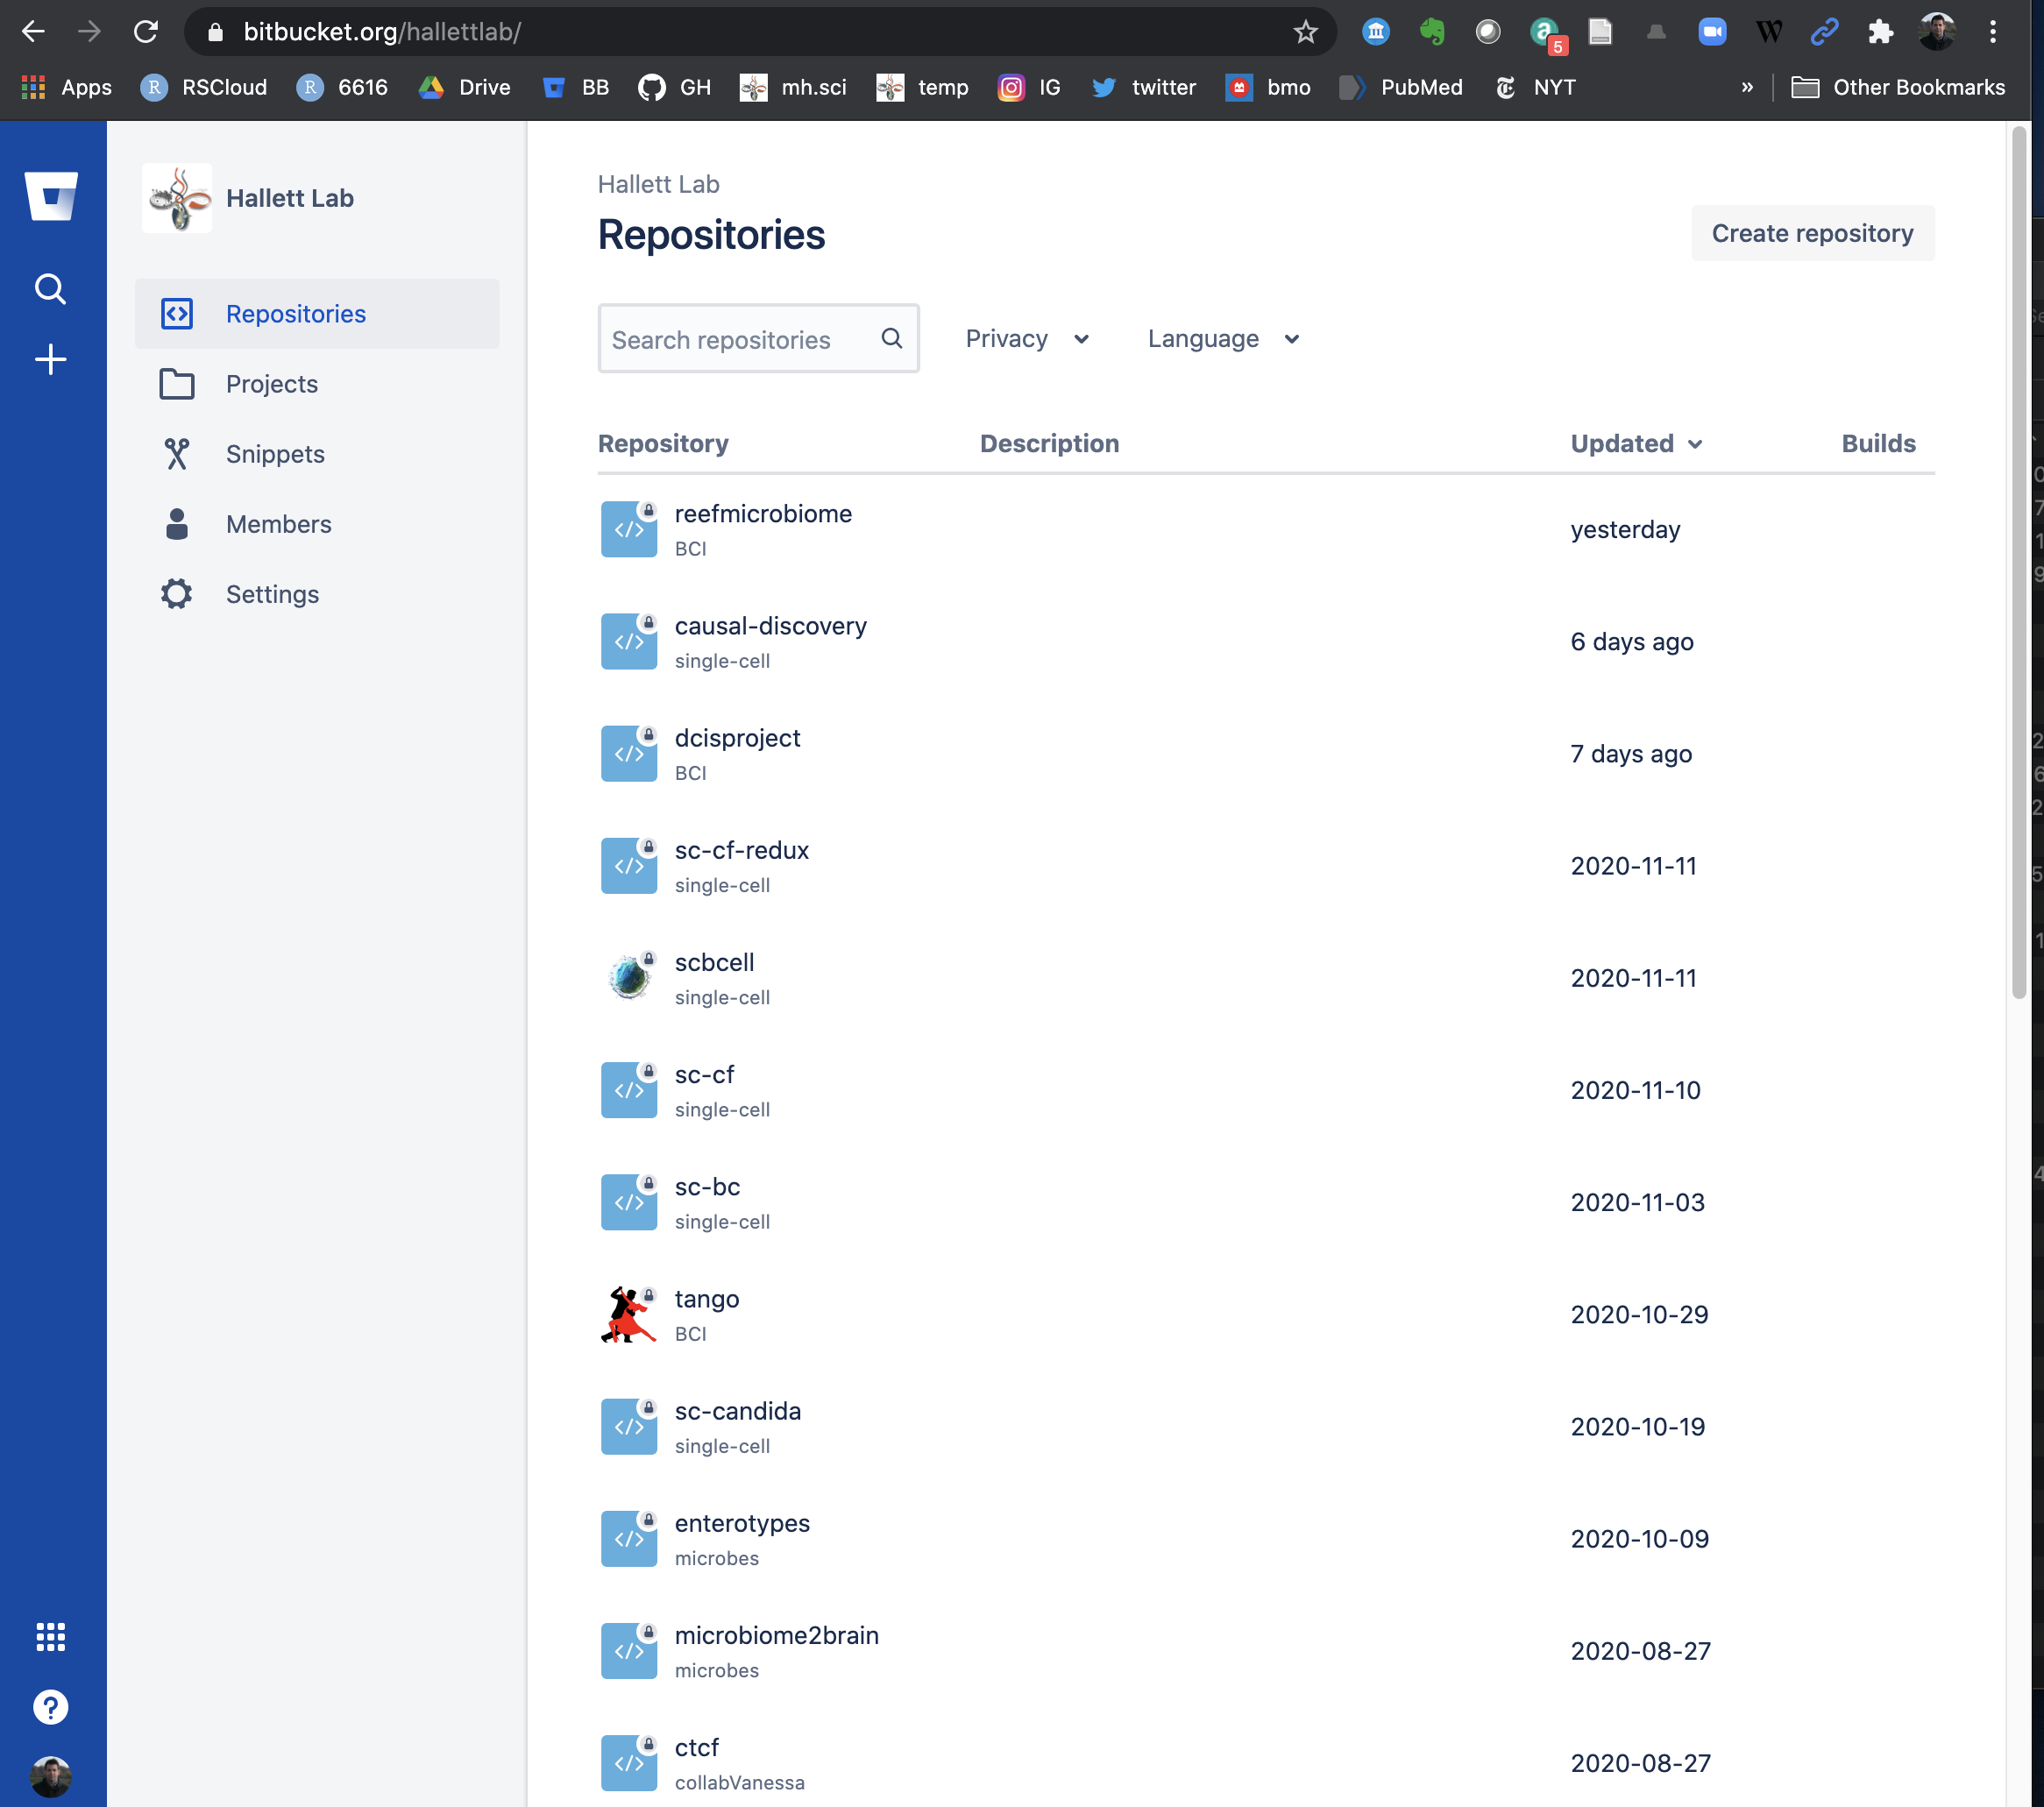 bitbucket.org/hallettlab/
5
Apps RSCloud 6616 Drive BB GH mh.sci temp IG twitter bmo PubMed NYT » Other Bookmarks
Hallett Lab
Repositories
Projects
Snippets
Members
Settings
Hallett Lab
Repositories
Create repository
Search repositories Privacy Language
Repository Description Updated Builds
reefmicrobiome
BCI
yesterday
causal-discovery
single-cell
6 days ago
dcisproject
BCI
7 days ago
sc-cf-redux
single-cell
2020-11-11
scbcell
single-cell
2020-11-11
sc-cf
single-cell
2020-11-10
sc-bc
single-cell
2020-11-03
tango
BCI
2020-10-29
sc-candida
single-cell
2020-10-19
enterotypes
microbes
2020-10-09
microbiome2brain
microbes
2020-08-27
ctcf
collabVanessa
2020-08-27